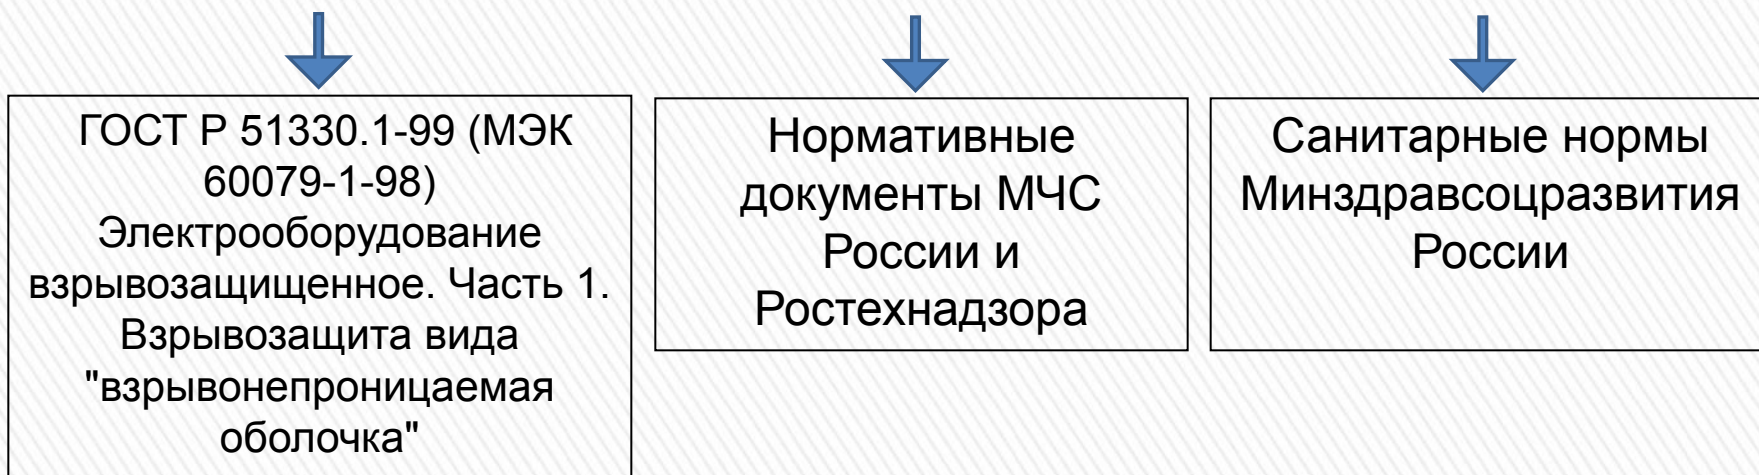 ГОСТ Р 51330.1-99 (МЭК
60079-1-98)
Электрооборудование
взрывозащищенное. Часть 1.
Взрывозащита вида
"взрывонепроницаемая
оболочка"
Нормативные
документы МЧС
России и
Ростехнадзора
Санитарные нормы
Минздравсоцразвития
России